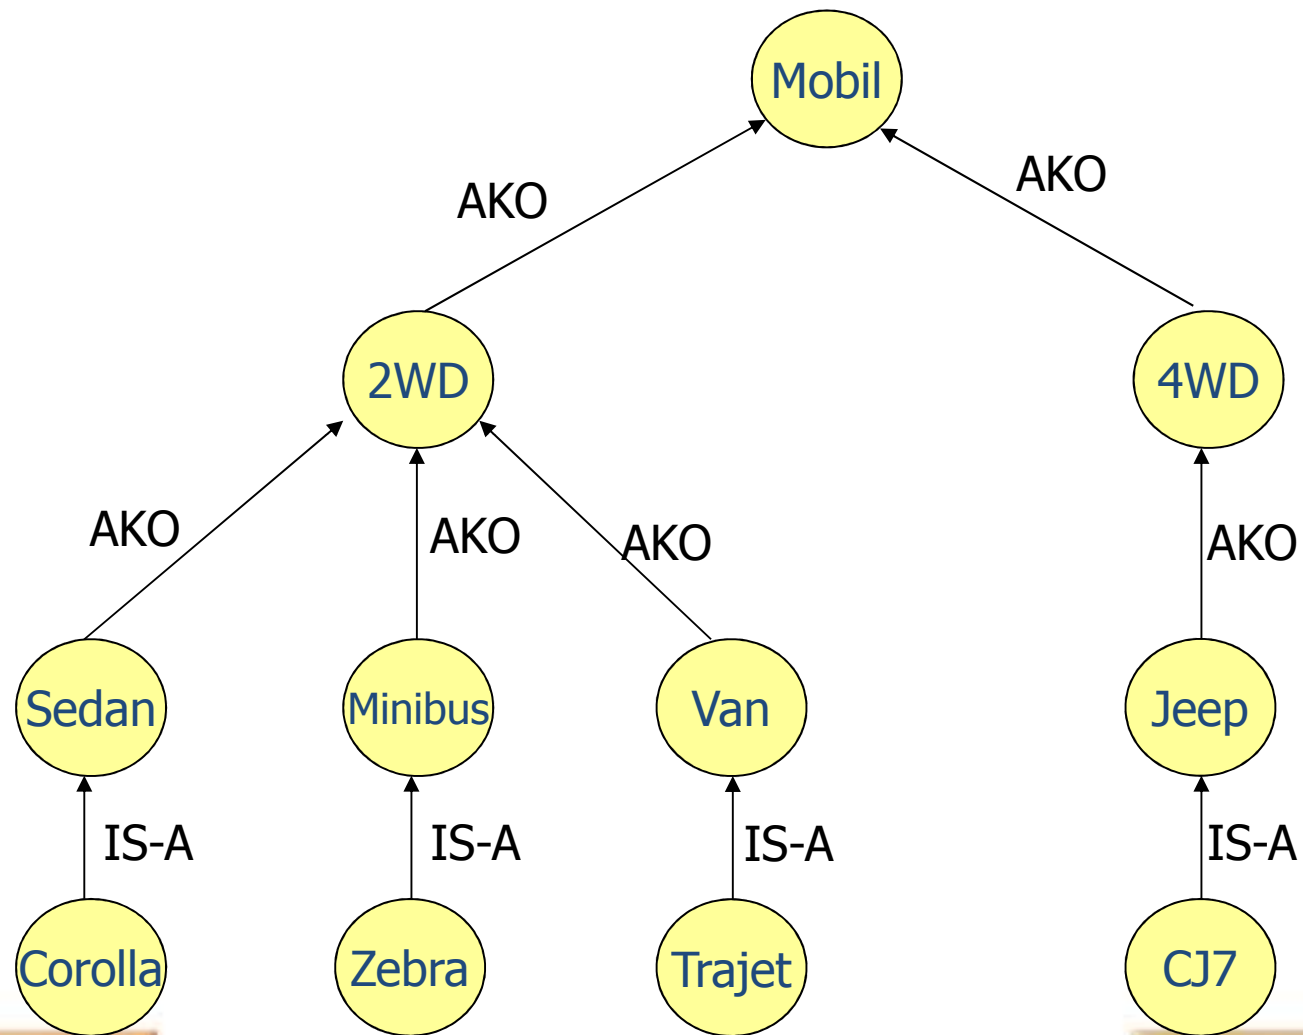 Mobil
AKO
AKO
2WD
4WD
AKO
AKO
AKO
AKO
Sedan
Minibus
Van
Jeep
IS-A
IS-A
IS-A
IS-A
Corolla
Zebra
Trajet
CJ7